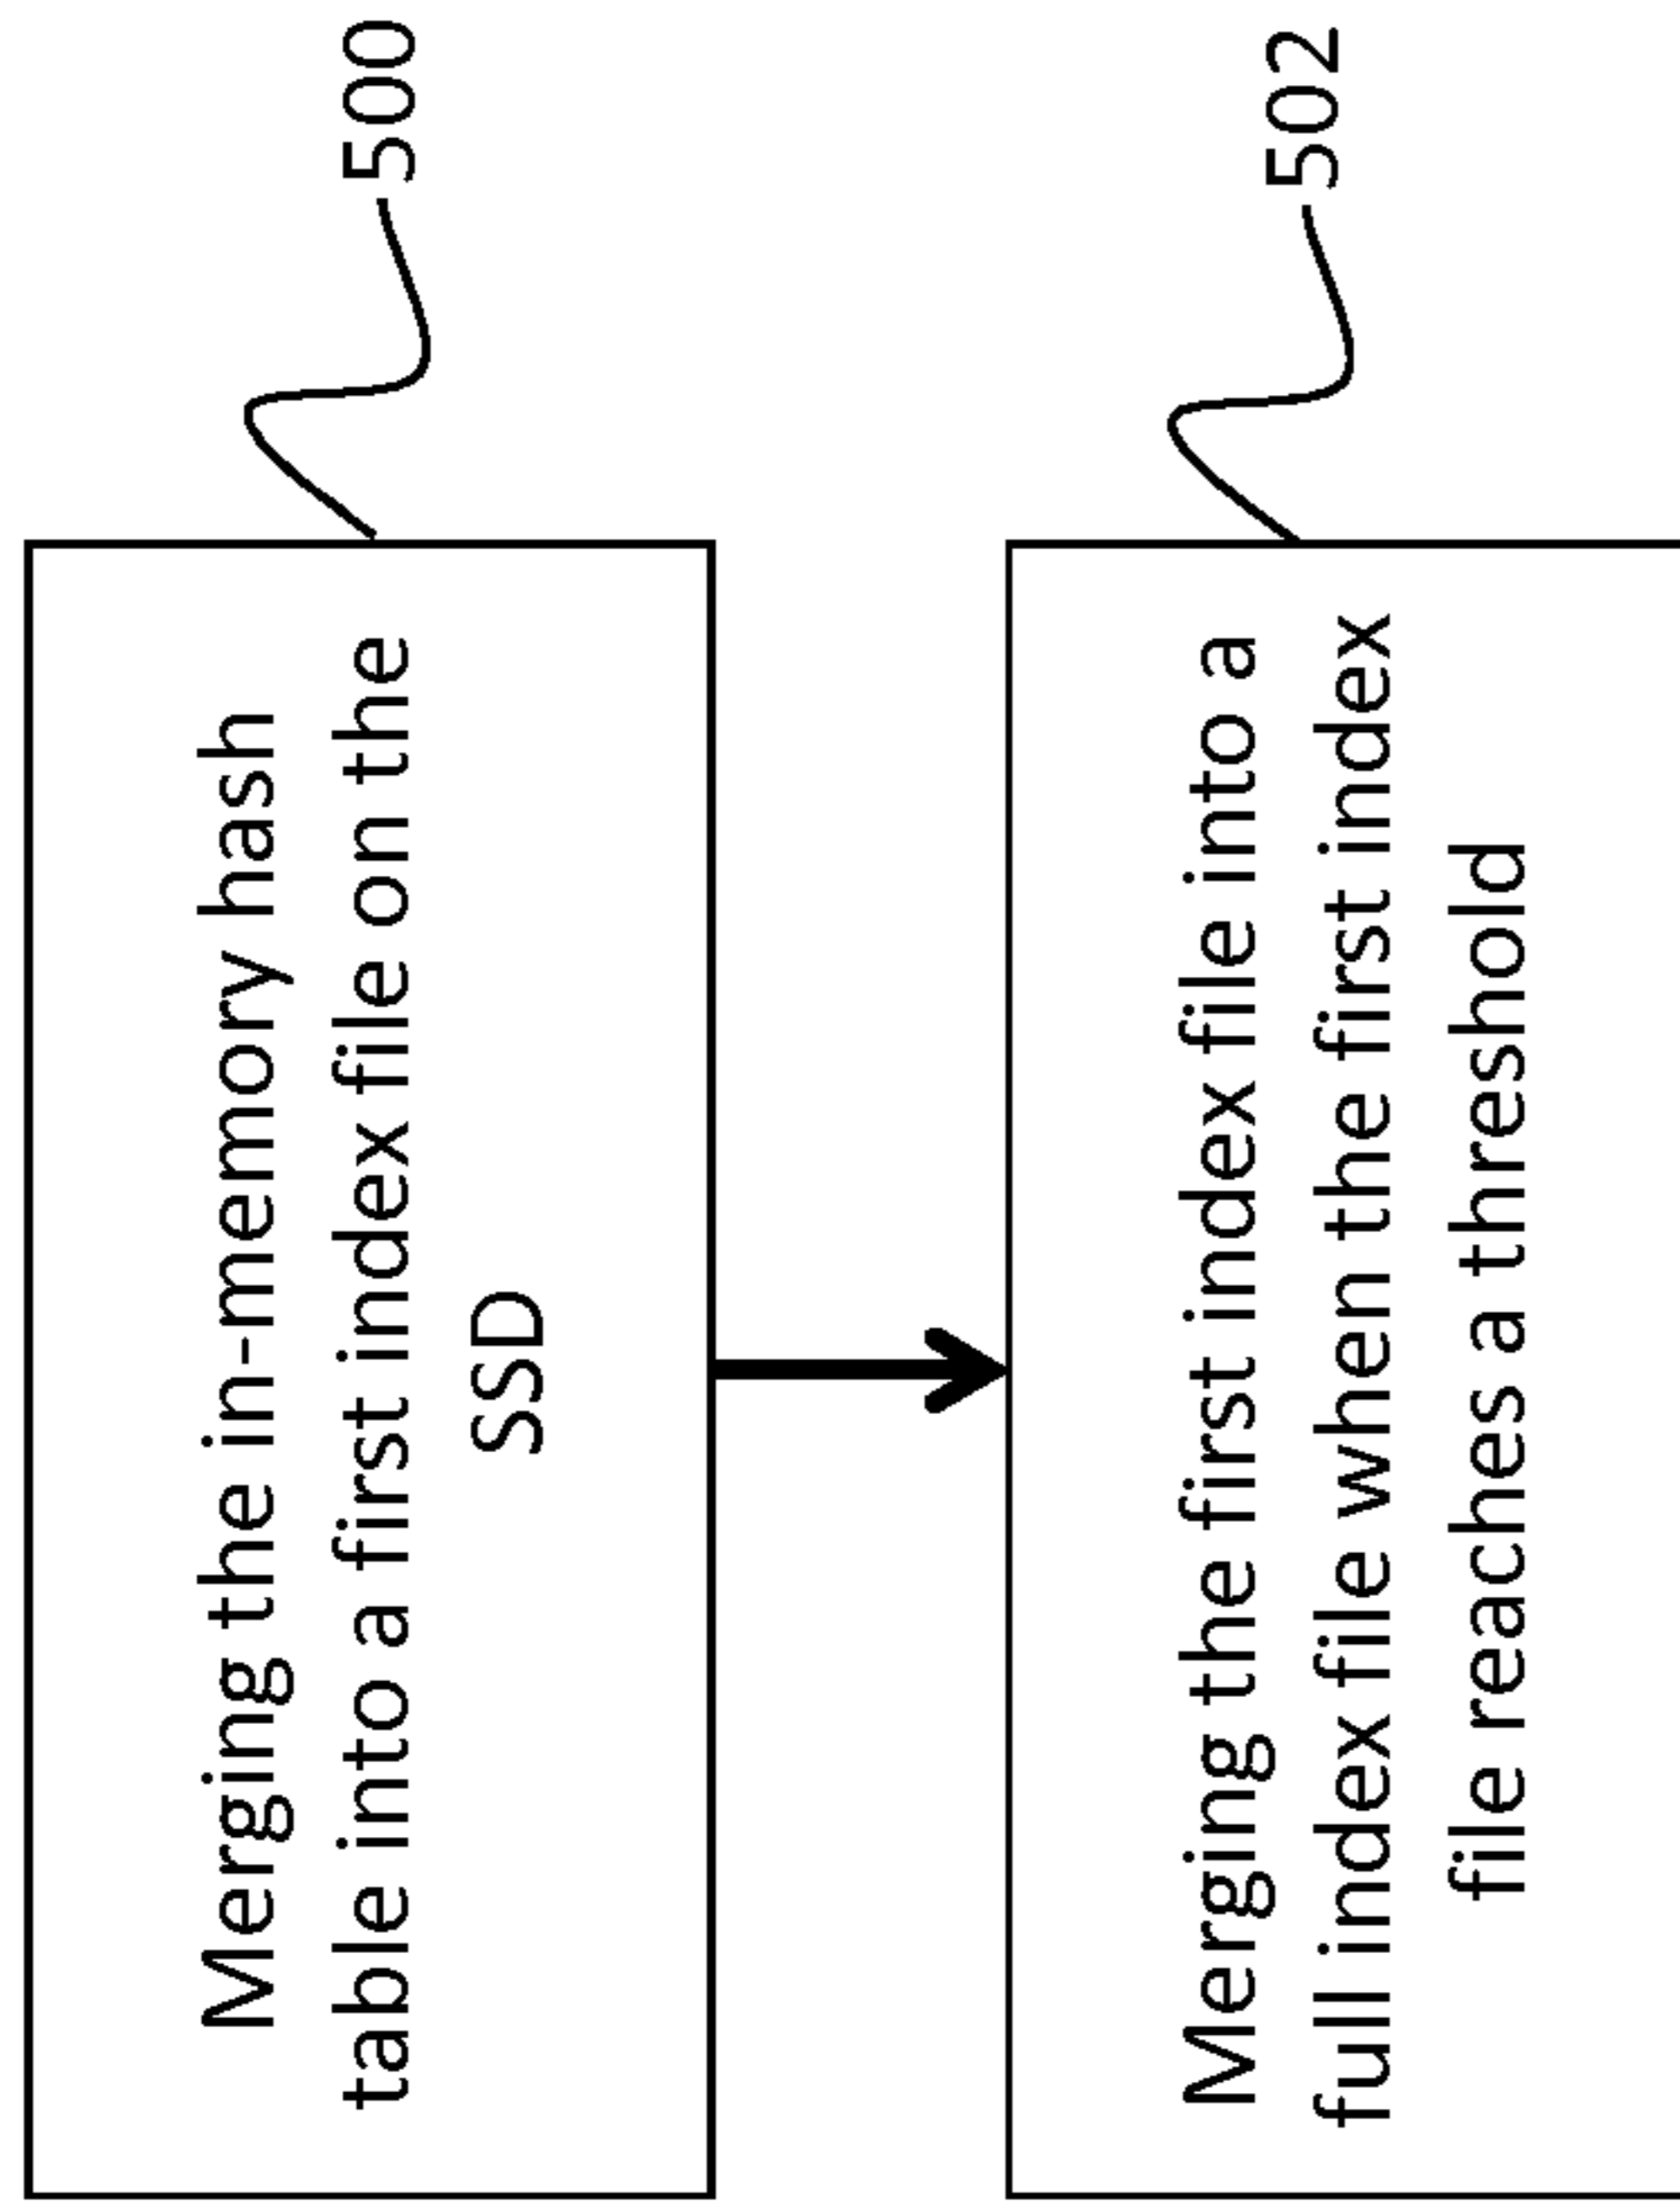 Merging the in-memory hash
table into a first index file on the
SSD
500
Merging the first index file into a
full index file when the first index
file reaches a threshold
502